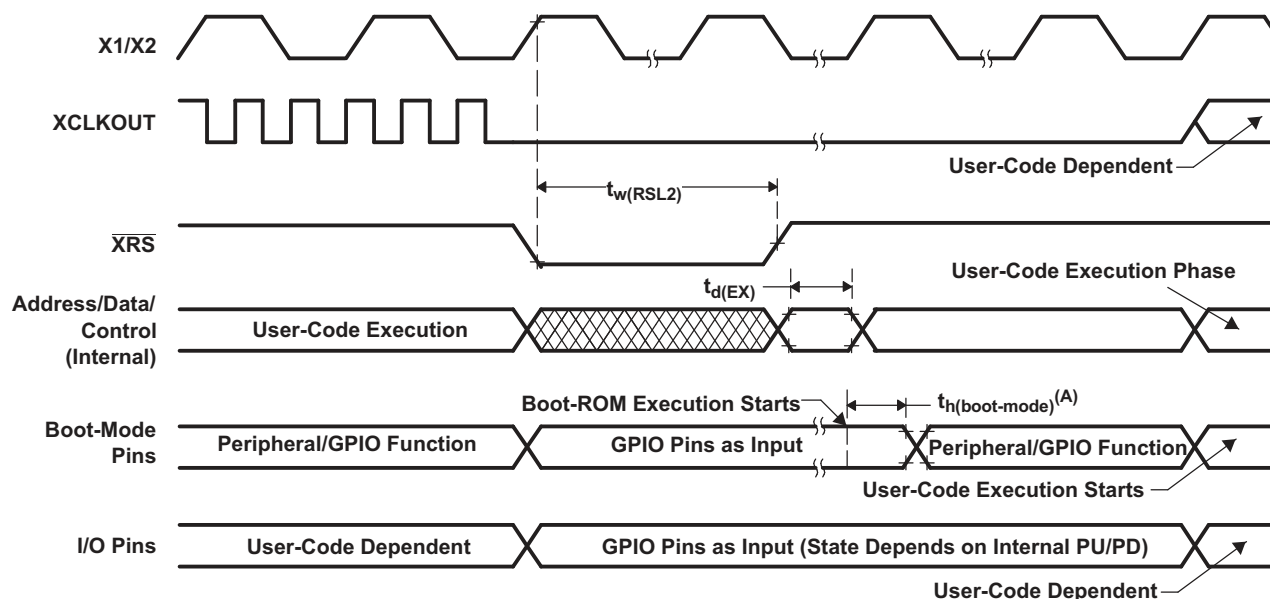 X1/X2
XCLKOUT
User-Code Dependent
tw(RSL2)
XRS
User-Code Execution Phase
td(EX)
Address/Data/
Control
(Internal)
User-Code Execution
Boot-ROM Execution Starts
th(boot-mode)(A)
Boot-Mode
Pins
Peripheral/GPIO Function
GPIO Pins as Input
Peripheral/GPIO Function
User-Code Execution Starts
I/O Pins
User-Code Dependent
GPIO Pins as Input (State Depends on Internal PU/PD)
User-Code Dependent